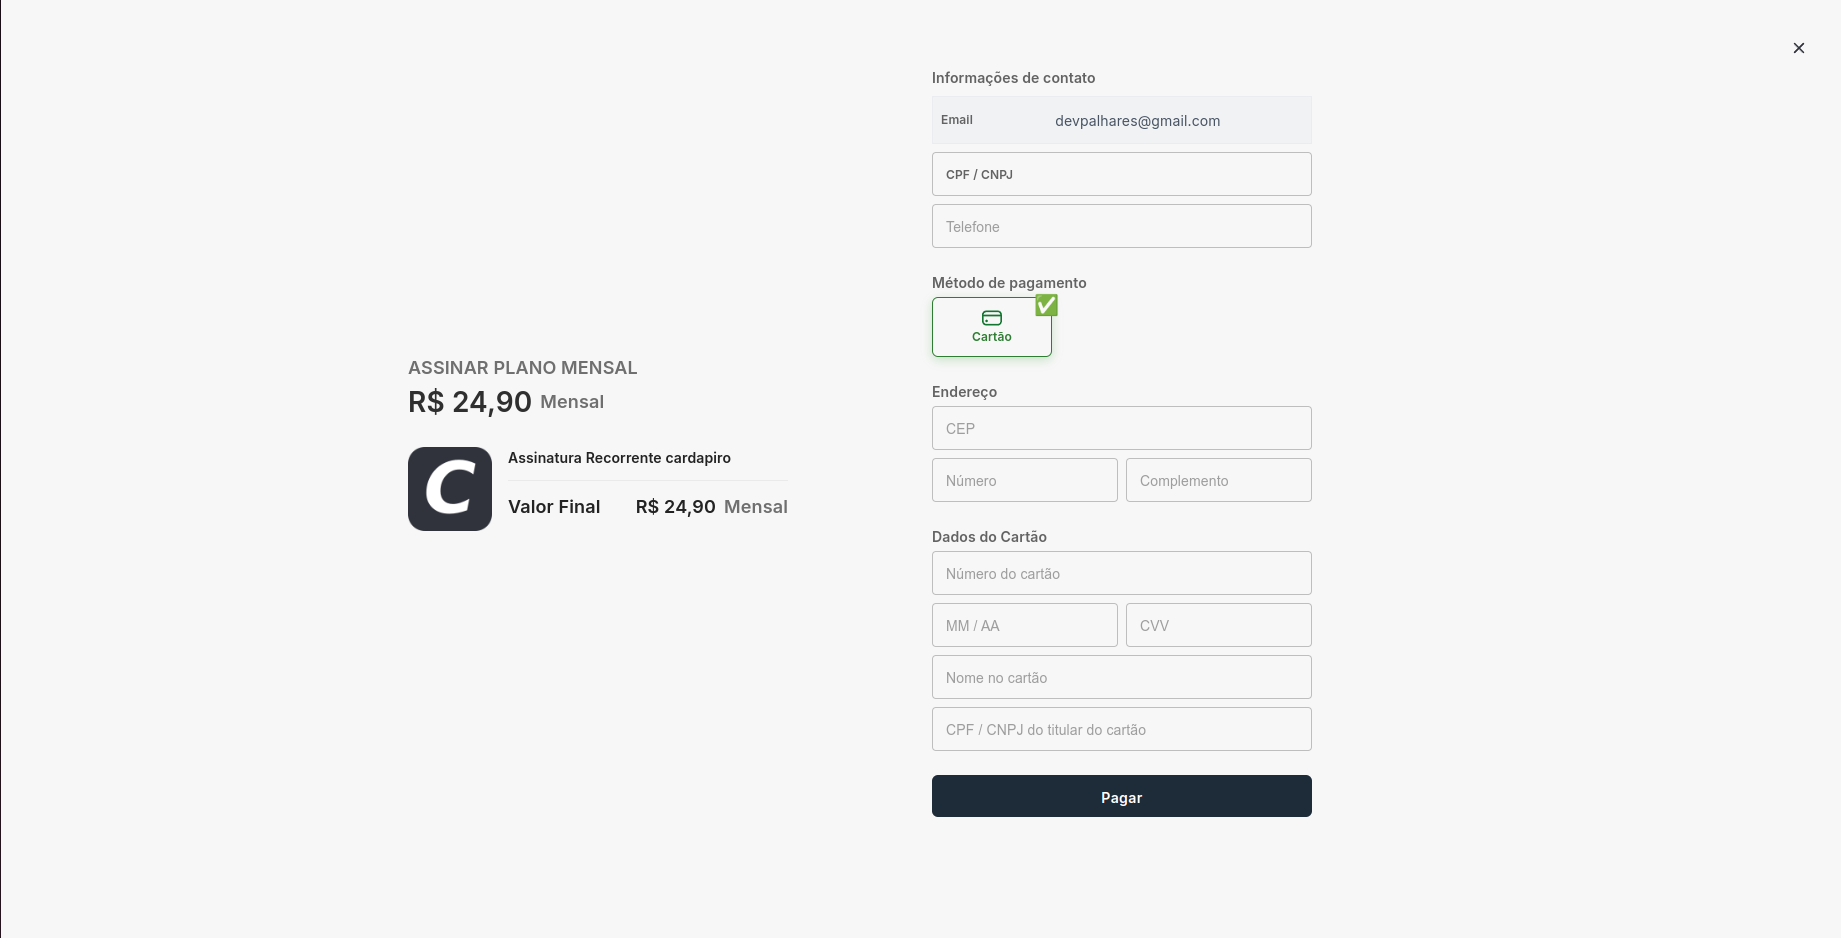 ASSINAR PLANO MENSAL
R$ 24,90 Mensal
C
Assinatura Recorrente cardapiro
Valor Final R$ 24,90 Mensal
Informações de contato
Email devpalhares@gmail.com
CPF / CNPJ
Telefone
Método de pagamento
Cartão
Endereço
CEP
Número Complemento
Dados do Cartão
Número do cartão
MM / AA CVV
Nome no cartão
CPF / CNPJ do titular do cartão
Pagar